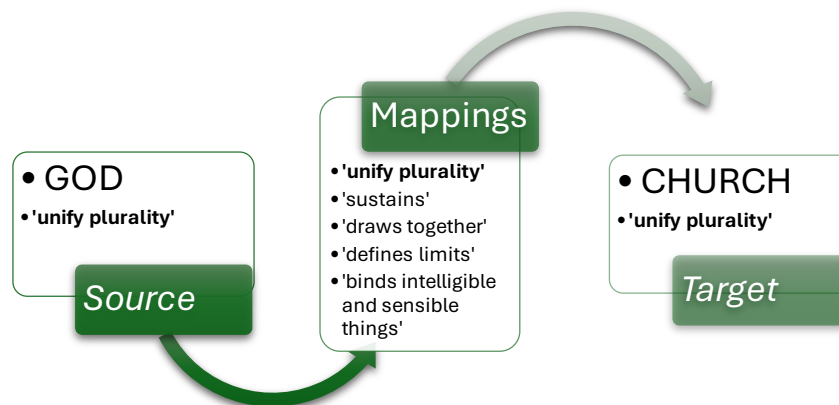 • GOD
• 'unify plurality'
Source
Mappings
• 'unify plurality'
• 'sustains'
• 'draws together'
• 'defines limits'
• 'binds intelligible
and sensible
things'
• CHURCH
• 'unify plurality'
Target